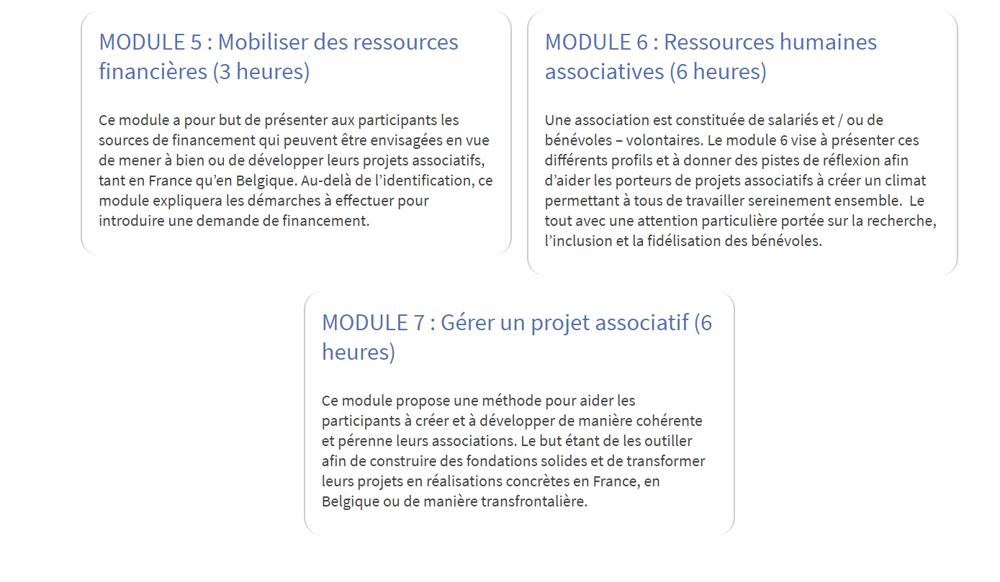 MODULE 5 : Mobiliser des ressources
financières (3 heures)
Ce module a pour but de présenter aux participants les
sources de financement qui peuvent être envisagées en vue
de mener à bien ou de développer leurs projets associatifs,
tant en France qu’en Belgique. Au-delà de l’identification, ce
module expliquera les démarches à effectuer pour
introduire une demande de financement.
MODULE 6 : Ressources humaines
associatives (6 heures)
Une association est constituée de salariés et / ou de
bénévoles – volontaires. Le module 6 vise à présenter ces
différents profils et à donner des pistes de réflexion afin
d’aider les porteurs de projets associatifs à créer un climat
permettant à tous de travailler sereinement ensemble.  Le
tout avec une attention particulière portée sur la recherche,
l’inclusion et la fidélisation des bénévoles.
MODULE 7 : Gérer un projet associatif (6
heures)
Ce module propose une méthode pour aider les
participants à créer et à développer de manière cohérente
et pérenne leurs associations. Le but étant de les outiller
afin de construire des fondations solides et de transformer
leurs projets en réalisations concrètes en France, en
Belgique ou de manière transfrontalière.